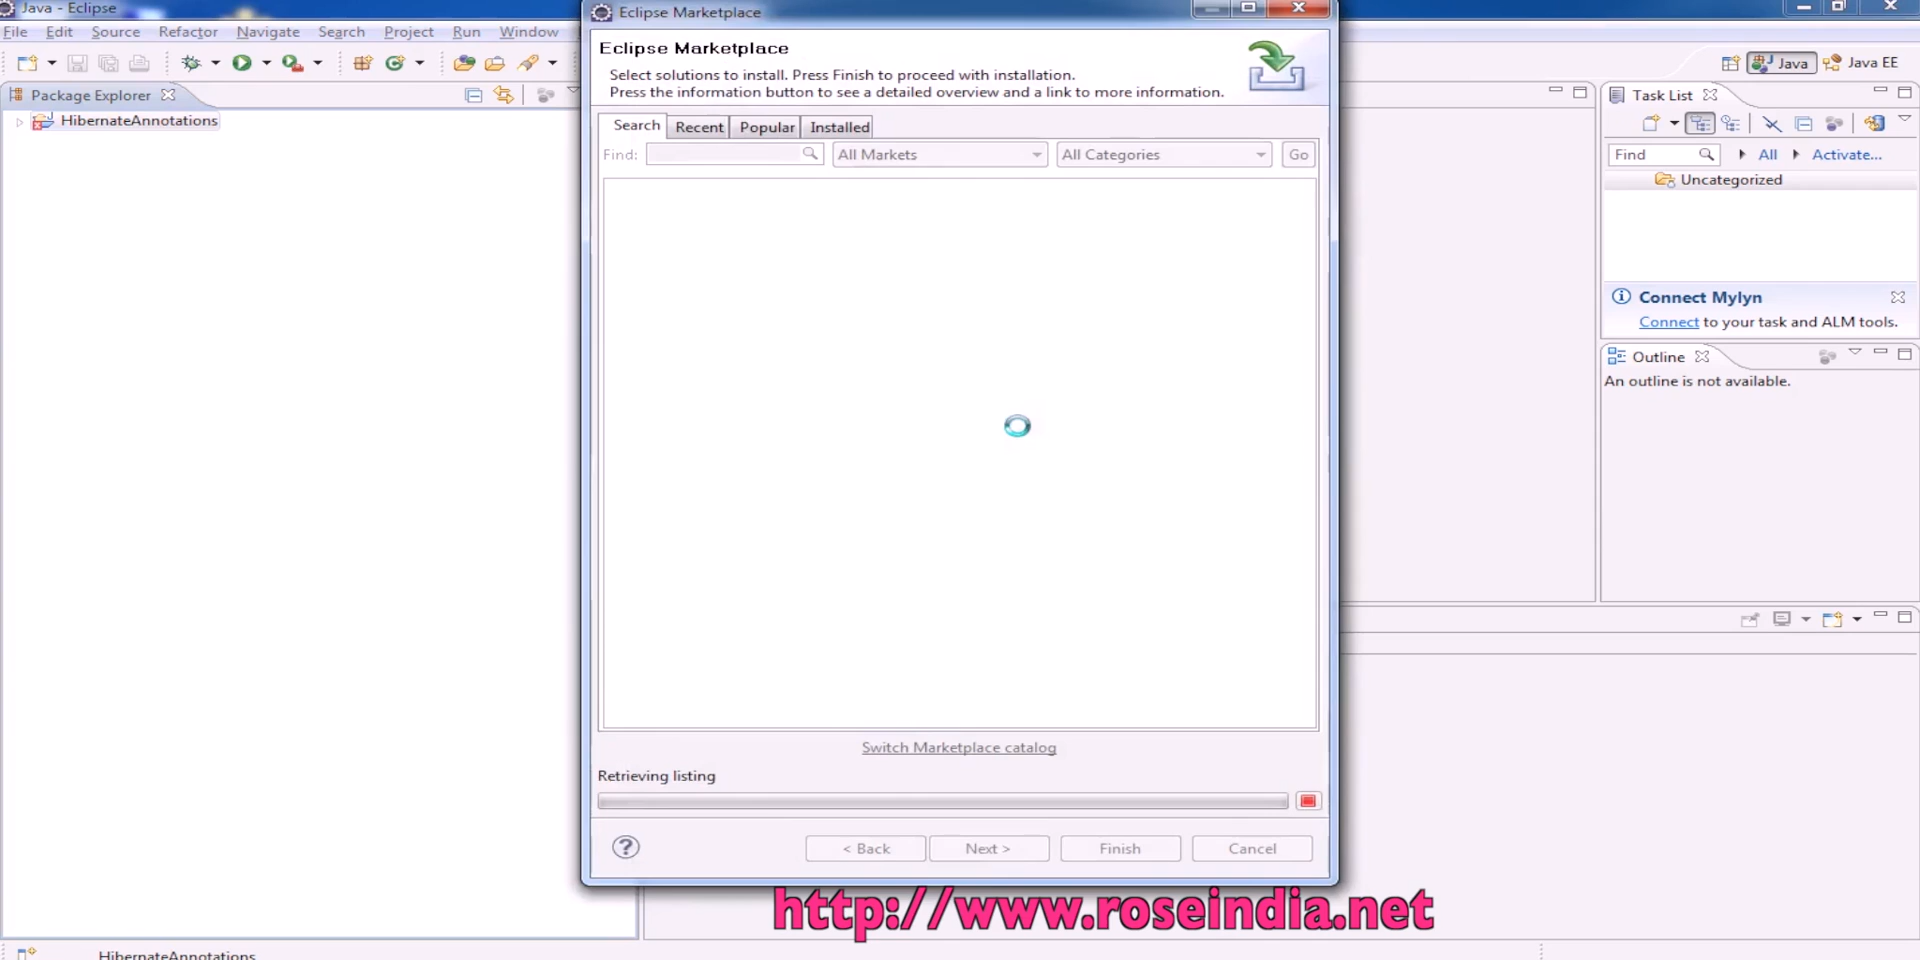 Java - Eclipse
File Edit Source Refactor Navigate Search Project Run Window
Package Explorer
HibernateAnnotations
Eclipse Marketplace
Eclipse Marketplace
Select solutions to install. Press Finish to proceed with installation.
Press the information button to see a detailed overview and a link to more information.
Search Recent Popular Installed
Find: All Markets All Categories Go
Switch Marketplace catalog
Retrieving listing
? < Back Next > Finish Cancel
Java Java EE
Task List
Find All Activate...
Uncategorized
Connect Mylyn
Connect to your task and ALM tools.
Outline
An outline is not available.
http://www.roseindia.net
HibernateAnnotations